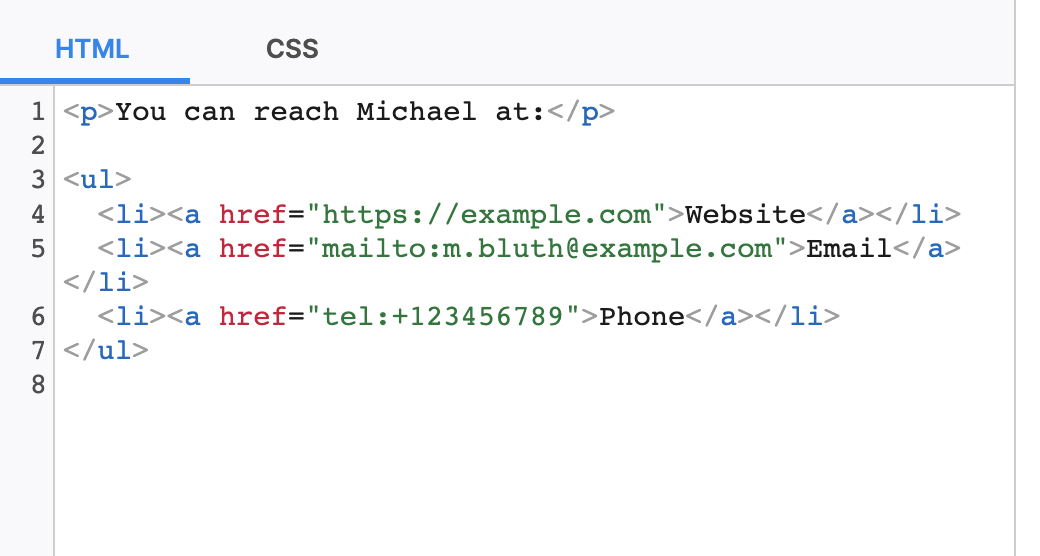 HTML CSS
1 <p>You can reach Michael at:</p>
2
3 <ul>
4   <li><a href="https://example.com">Website</a></li>
5   <li><a href="mailto:m.bluth@example.com">Email</a>
</li>
6   <li><a href="tel:+123456789">Phone</a></li>
7 </ul>
8